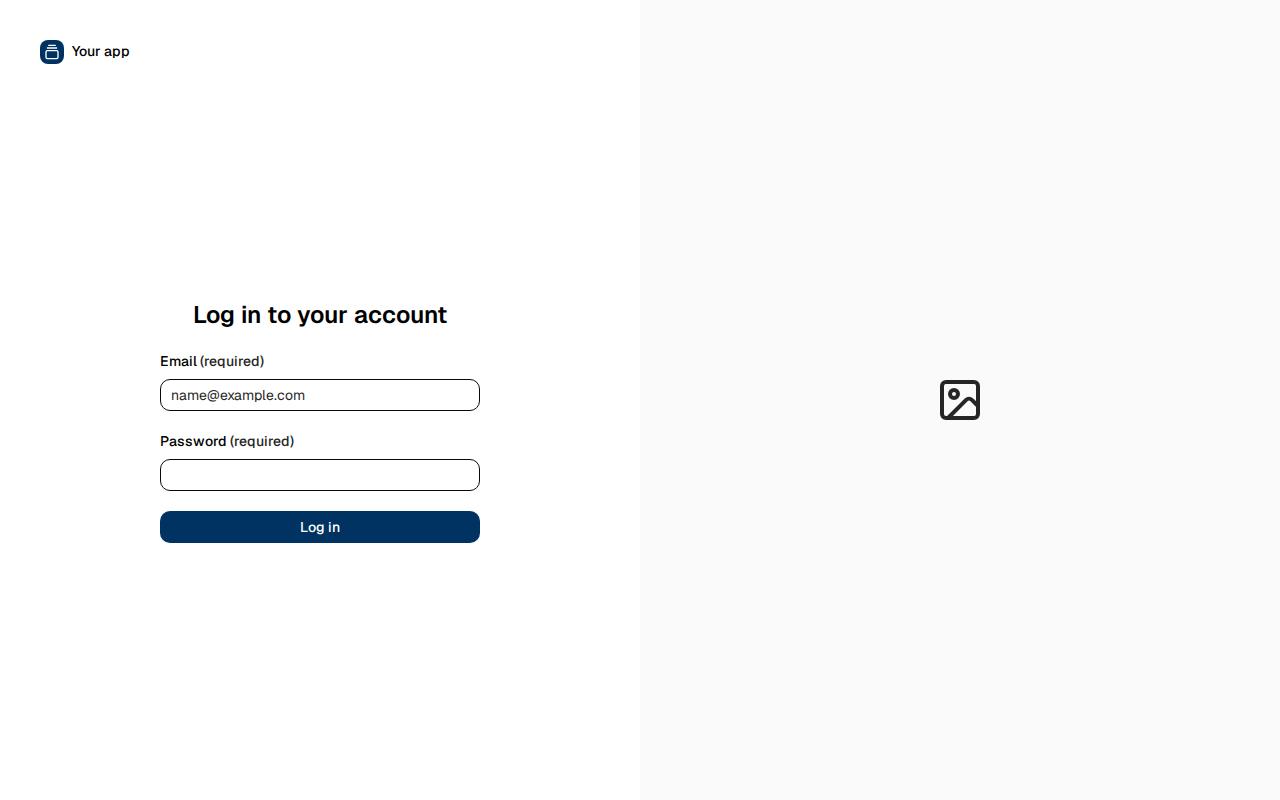 Your app
Log in to your account
Email (required)
name@example.com
Password (required)
Log in